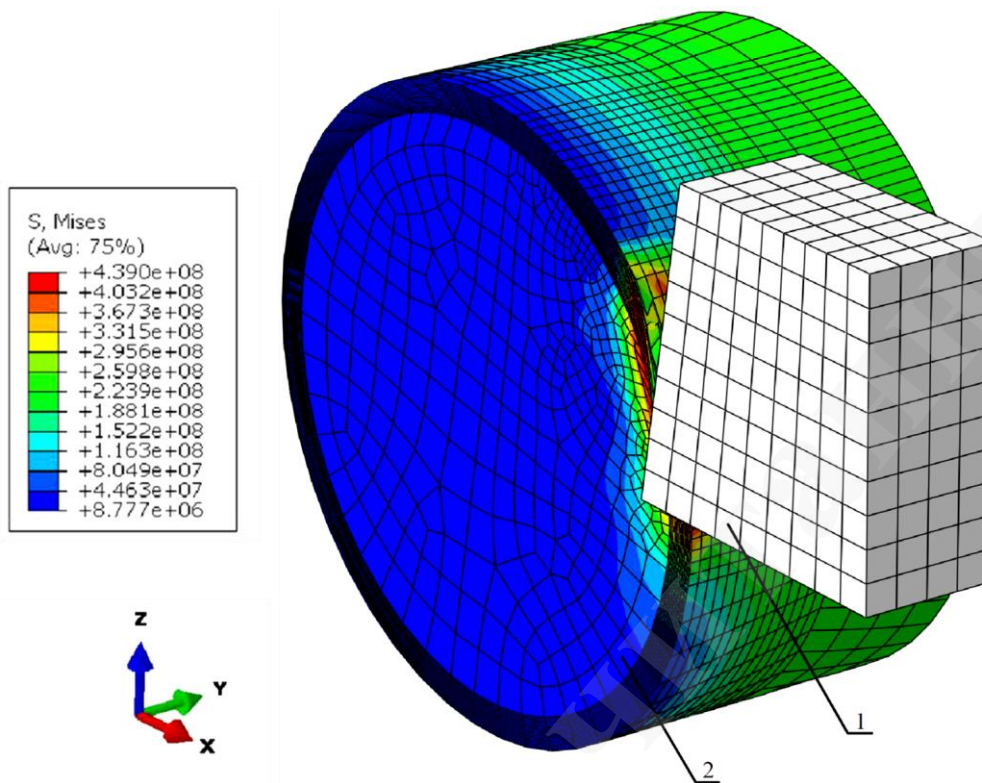 S, Mises
(Avg: 75%)
+4.390e+08
+4.032e+08
+3.673e+08
+3.315e+08
+2.956e+08
+2.598e+08
+2.239e+08
+1.881e+08
+1.522e+08
+1.163e+08
+8.049e+07
+4.463e+07
+8.777e+06
Z
Y
X
1
2